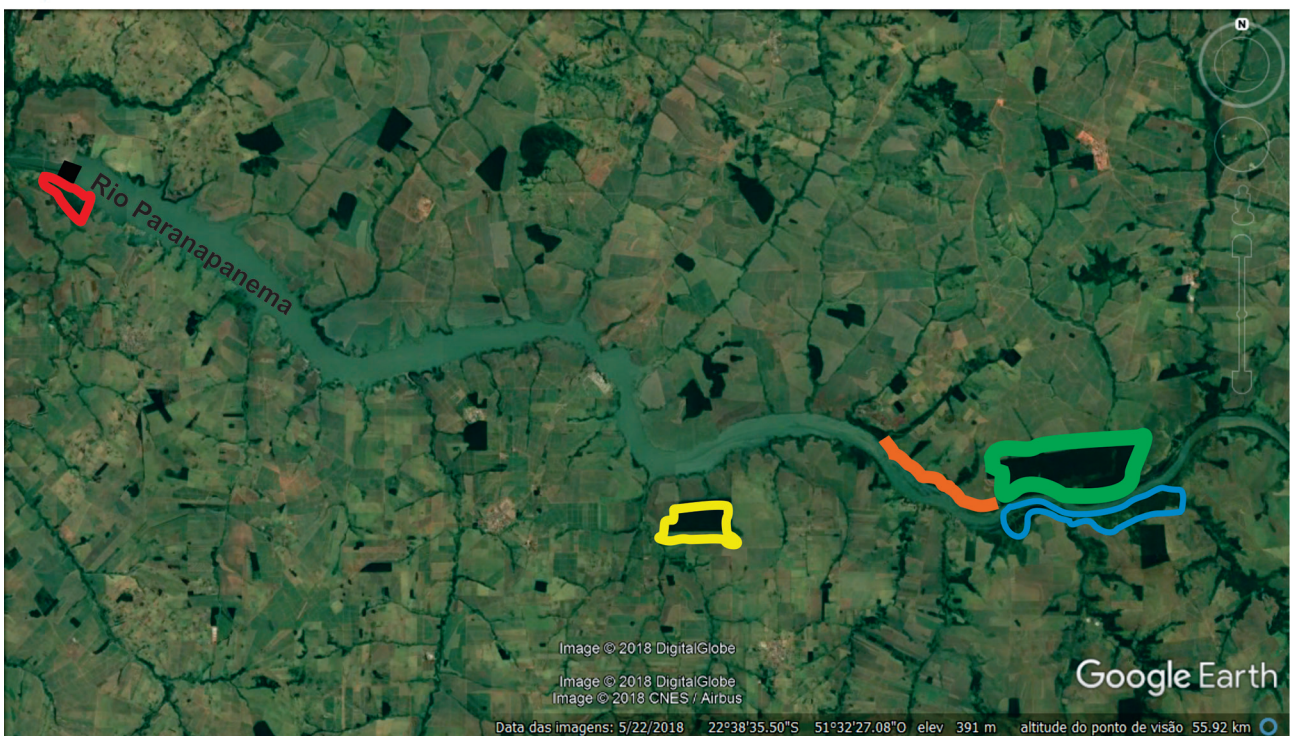 N
Rio Paranapanema
Image © 2018 DigitalGlobe
Image © 2018 DigitalGlobe
Image © 2018 CNES / Airbus
Google Earth
Data das imagens: 5/22/2018 22°38'35.50"S 51°32'27.08"O elev 391 m altitude do ponto de visão 55.92 km